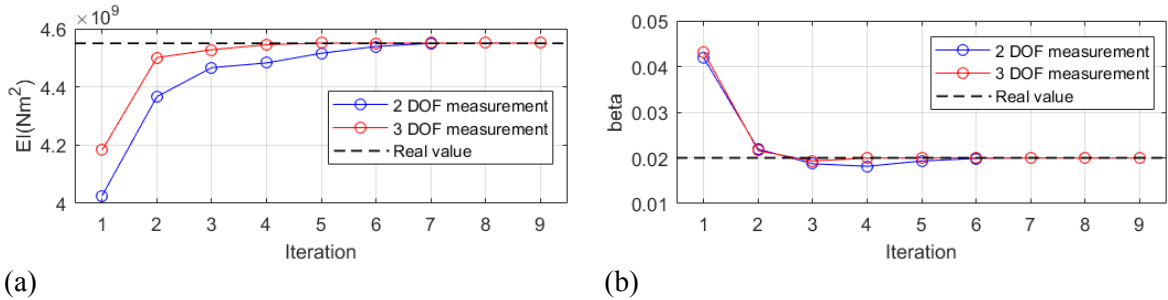 ×10⁹
4.6
4.4
4.2
4
EI(Nm²)
2 DOF measurement
3 DOF measurement
Real value
1 2 3 4 5 6 7 8 9
Iteration
(a)
0.05
0.04
0.03
0.02
0.01
beta
2 DOF measurement
3 DOF measurement
Real value
1 2 3 4 5 6 7 8 9
Iteration
(b)